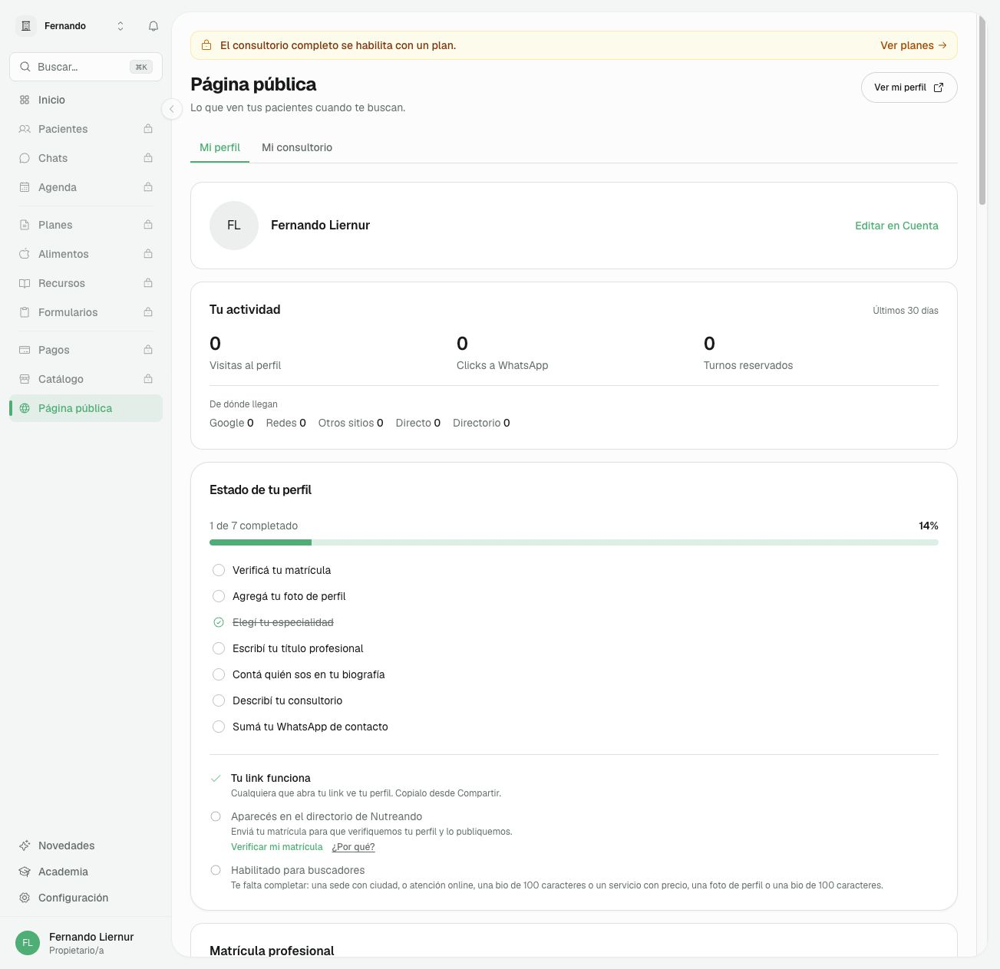 Fernando
Buscar...
⌘K
Inicio
Pacientes
Chats
Agenda
Planes
Alimentos
Recursos
Formularios
Pagos
Catálogo
Página pública
Novedades
Academia
Configuración
FL
Fernando Liernur
Propietario/a
El consultorio completo se habilita con un plan.
Ver planes →
Página pública
Ver mi perfil
Lo que ven tus pacientes cuando te buscan.
Mi perfil
Mi consultorio
FL
Fernando Liernur
Editar en Cuenta
Tu actividad
Últimos 30 días
0
0
0
Visitas al perfil
Clicks a WhatsApp
Turnos reservados
De dónde llegan
Google 0 Redes 0 Otros sitios 0 Directo 0 Directorio 0
Estado de tu perfil
1 de 7 completado
14%
Verificá tu matrícula
Agregá tu foto de perfil
Elegí tu especialidad
Escribí tu título profesional
Contá quién sos en tu biografía
Describí tu consultorio
Sumá tu WhatsApp de contacto
Tu link funciona
Cualquiera que abra tu link ve tu perfil. Copialo desde Compartir.
Aparecés en el directorio de Nutreando
Enviá tu matrícula para que verifiquemos tu perfil y lo publiquemos.
Verificar mi matrícula ¿Por qué?
Habilitado para buscadores
Te falta completar: una sede con ciudad, o atención online, una bio de 100 caracteres o un servicio con precio, una foto de perfil o una bio de 100 caracteres.
Matrícula profesional